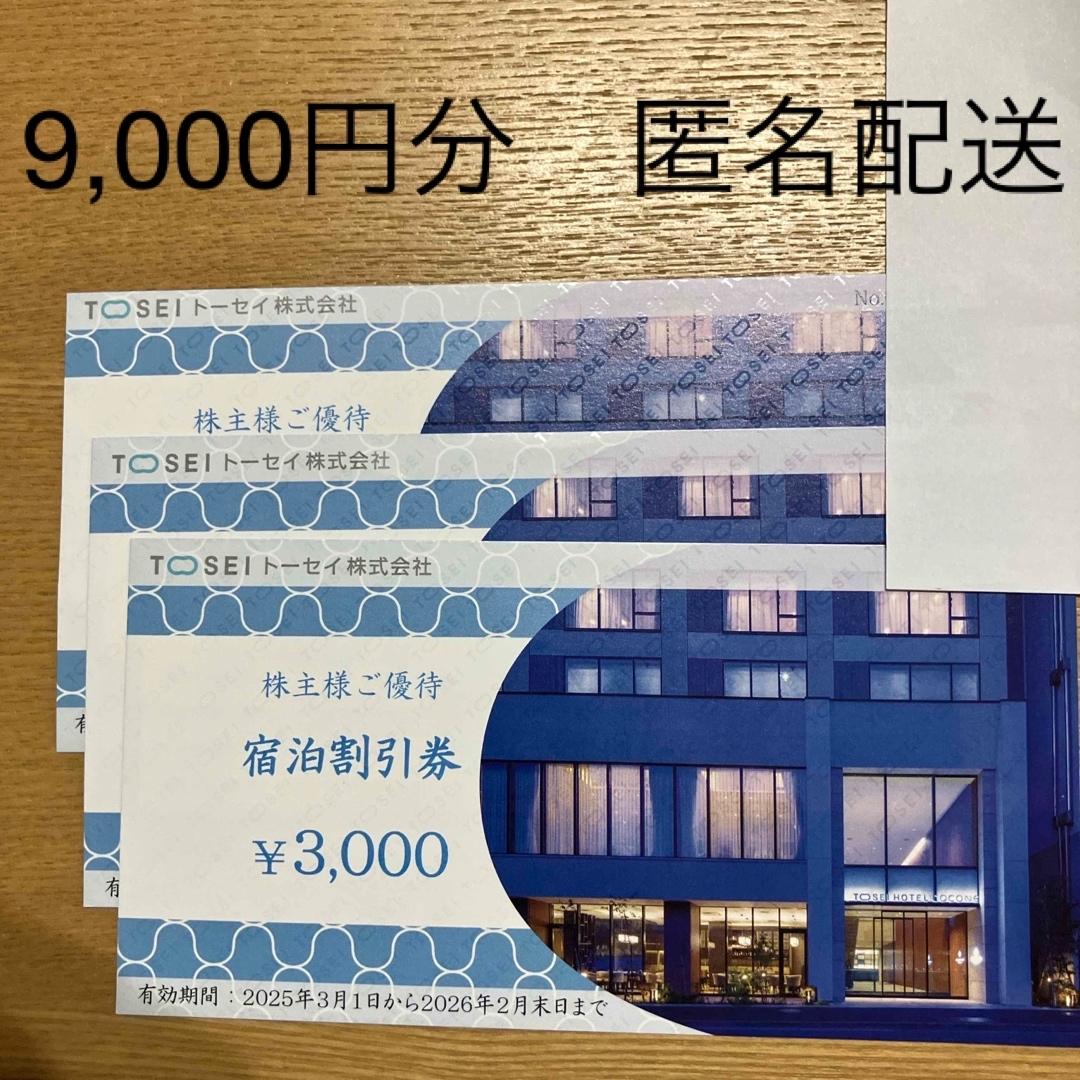 9,000円分　匿名配送
TOSEI トーセイ株式会社
No.
株主様ご優待
TOSEI トーセイ株式会社
有
TOSEI トーセイ株式会社
有
株主様ご優待
宿泊割引券
¥3,000
TOSEI HOTEL COCONE
有効期間：2025年3月1日から2026年2月末日まで